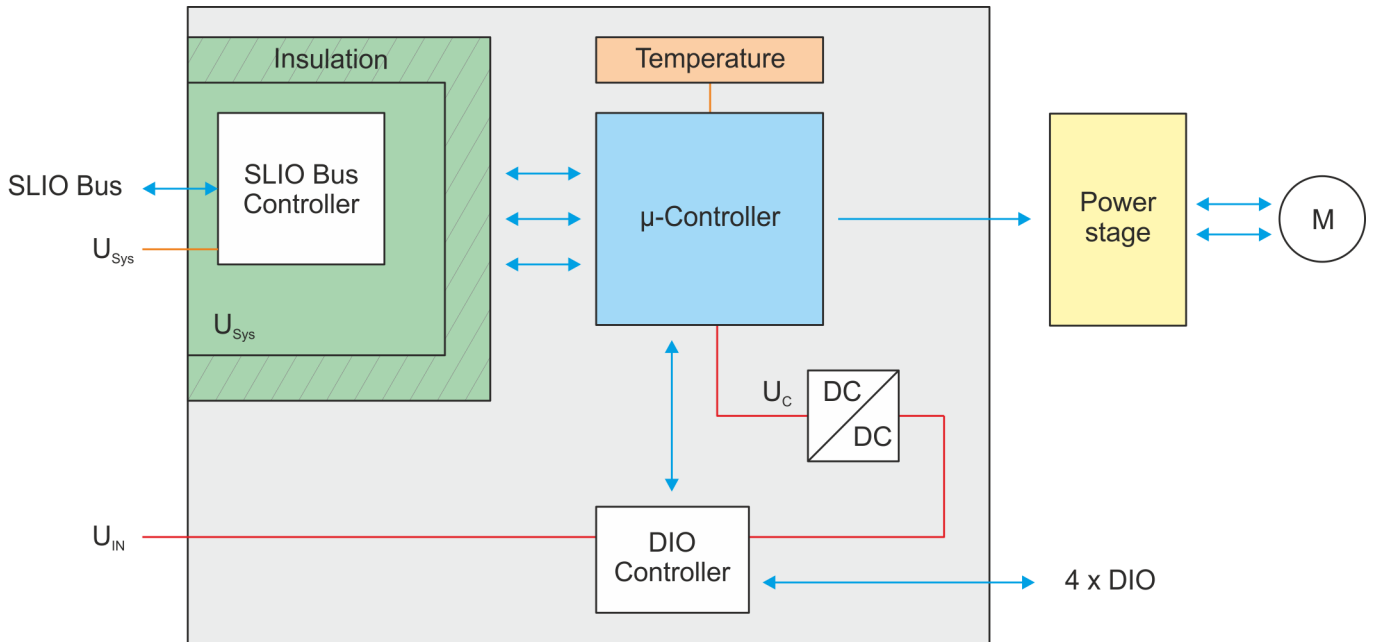 Insulation
Temperature
SLIO Bus
SLIO Bus
Controller
µ-Controller
Power
stage
M
U_Sys
U_Sys
U_C
DC
DC
U_IN
DIO
Controller
4 x DIO